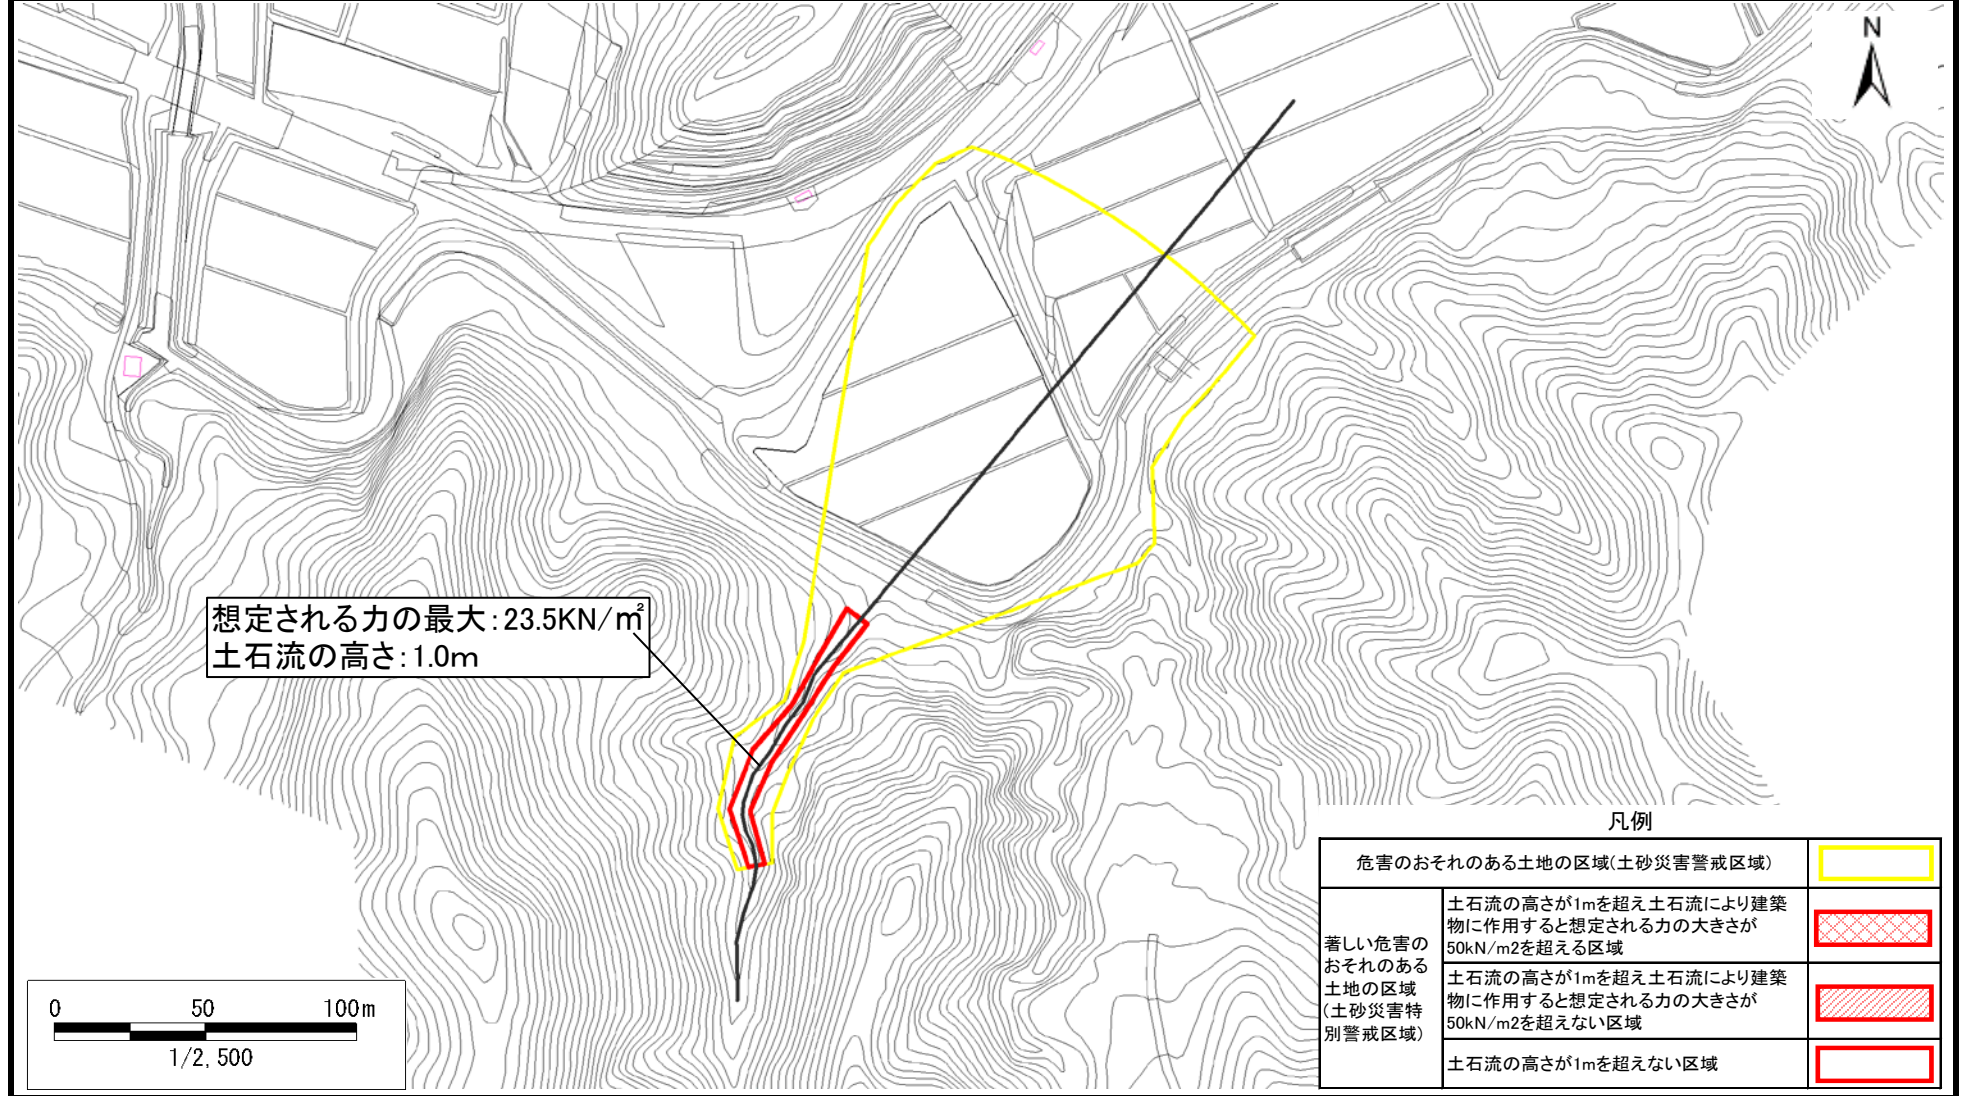 N
想定される力の最大:23.5KN/㎡
土石流の高さ:1.0m
凡例
危害のおそれのある土地の区域(土砂災害警戒区域)
著しい危害の
おそれのある
土地の区域
(土砂災害特
別警戒区域)
土石流の高さが1mを超え土石流により建築
物に作用すると想定される力の大きさが
50kN/m2を超える区域
土石流の高さが1mを超え土石流により建築
物に作用すると想定される力の大きさが
50kN/m2を超えない区域
土石流の高さが1mを超えない区域
0 50 100m
1/2,500